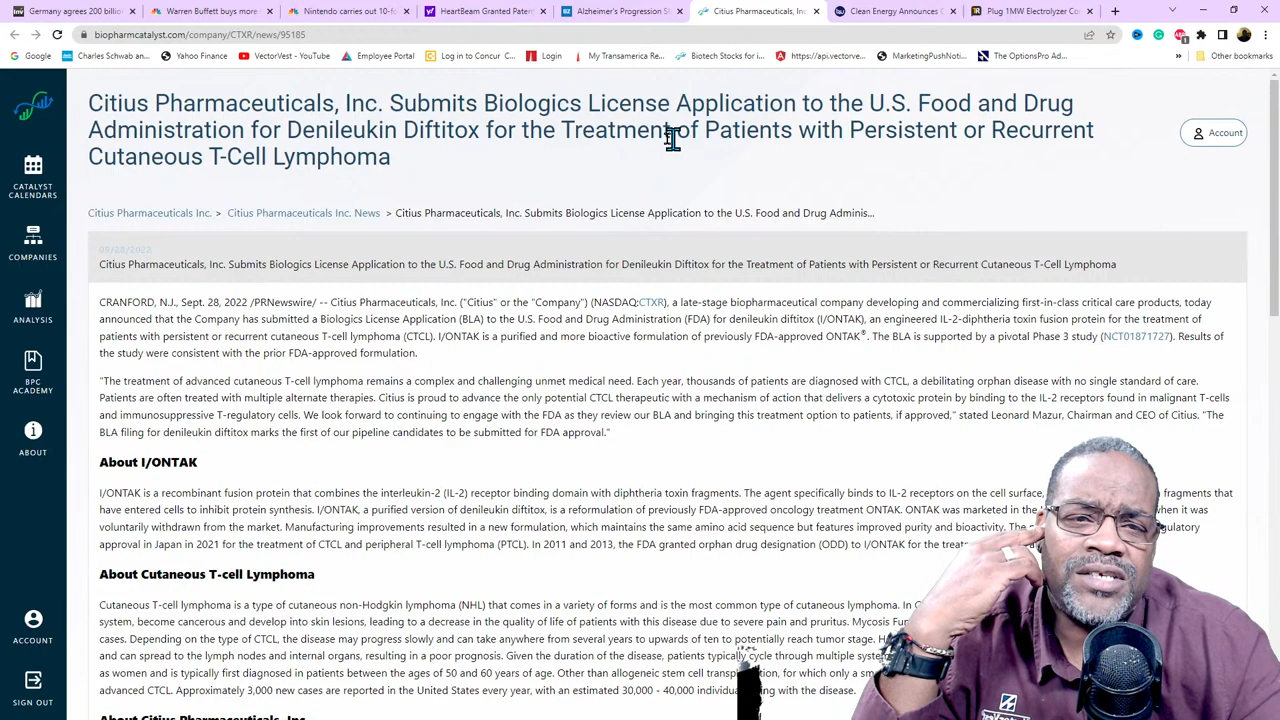 Germany agrees 200 billion
Warren Buffett buys more
Nintendo carries out 10-fo
HeartBeam Granted Paten
Alzheimer's Progression S
Citius Pharmaceuticals, Inc
Clean Energy Announces
Plug 1MW Electrolyzer Co
biopharmcatalyst.com/company/CTXR/news/95185
Google
Charles Schwab an...
Yahoo Finance
VectorVest - YouTube
Employee Portal
Log in to Concur C...
Login
My Transamerica Re...
Biotech Stocks for i...
https://api.vectorve...
MarketingPushNoti...
The OptionsPro Ad...
»
Other bookmarks
Citius Pharmaceuticals, Inc. Submits Biologics License Application to the U.S. Food and Drug
Administration for Denileukin Diftitox for the Treatment of Patients with Persistent or Recurrent
Cutaneous T-Cell Lymphoma
Account
CATALYST
CALENDARS
COMPANIES
ANALYSIS
BPC
ACADEMY
ABOUT
ACCOUNT
SIGN OUT
Citius Pharmaceuticals Inc. > Citius Pharmaceuticals Inc. News > Citius Pharmaceuticals, Inc. Submits Biologics License Application to the U.S. Food and Drug Adminis...
09/28/2022
Citius Pharmaceuticals, Inc. Submits Biologics License Application to the U.S. Food and Drug Administration for Denileukin Diftitox for the Treatment of Patients with Persistent or Recurrent Cutaneous T-Cell Lymphoma
CRANFORD, N.J., Sept. 28, 2022 /PRNewswire/ -- Citius Pharmaceuticals, Inc. ("Citius" or the "Company") (NASDAQ:CTXR), a late-stage biopharmaceutical company developing and commercializing first-in-class critical care products, today
announced that the Company has submitted a Biologics License Application (BLA) to the U.S. Food and Drug Administration (FDA) for denileukin diftitox (I/ONTAK), an engineered IL-2-diphtheria toxin fusion protein for the treatment of
patients with persistent or recurrent cutaneous T-cell lymphoma (CTCL). I/ONTAK is a purified and more bioactive formulation of previously FDA-approved ONTAK®. The BLA is supported by a pivotal Phase 3 study (NCT01871727). Results of
the study were consistent with the prior FDA-approved formulation.
"The treatment of advanced cutaneous T-cell lymphoma remains a complex and challenging unmet medical need. Each year, thousands of patients are diagnosed with CTCL, a debilitating orphan disease with no single standard of care.
Patients are often treated with multiple alternate therapies. Citius is proud to advance the only potential CTCL therapeutic with a mechanism of action that delivers a cytotoxic protein by binding to the IL-2 receptors found in malignant T-cells
and immunosuppressive T-regulatory cells. We look forward to continuing to engage with the FDA as they review our BLA and bringing this treatment option to patients, if approved," stated Leonard Mazur, Chairman and CEO of Citius. "The
BLA filing for denileukin diftitox marks the first of our pipeline candidates to be submitted for FDA approval."
About I/ONTAK
I/ONTAK is a recombinant fusion protein that combines the interleukin-2 (IL-2) receptor binding domain with diphtheria toxin fragments. The agent specifically binds to IL-2 receptors on the cell surface, fragments that
have entered cells to inhibit protein synthesis. I/ONTAK, a purified version of denileukin diftitox, is a reformulation of previously FDA-approved oncology treatment ONTAK. ONTAK was marketed in the when it was
voluntarily withdrawn from the market. Manufacturing improvements resulted in a new formulation, which maintains the same amino acid sequence but features improved purity and bioactivity. The
approval in Japan in 2021 for the treatment of CTCL and peripheral T-cell lymphoma (PTCL). In 2011 and 2013, the FDA granted orphan drug designation (ODD) to I/ONTAK for the
About Cutaneous T-cell Lymphoma
Cutaneous T-cell lymphoma is a type of cutaneous non-Hodgkin lymphoma (NHL) that comes in a variety of forms and is the most common type of cutaneous lymphoma. In
system, become cancerous and develop into skin lesions, leading to a decrease in the quality of life of patients with this disease due to severe pain and pruritus. Mycosis
cases. Depending on the type of CTCL, the disease may progress slowly and can take anywhere from several years to upwards of ten to potentially reach tumor stage.
and can spread to the lymph nodes and internal organs, resulting in a poor prognosis. Given the duration of the disease, patients typically cycle through multiple
as women and is typically first diagnosed in patients between the ages of 50 and 60 years of age. Other than allogeneic stem cell for which only a
advanced CTCL. Approximately 3,000 new cases are reported in the United States every year, with an estimated 30,000 - 40,000 with the disease.
About Citius Pharmaceuticals, Inc.